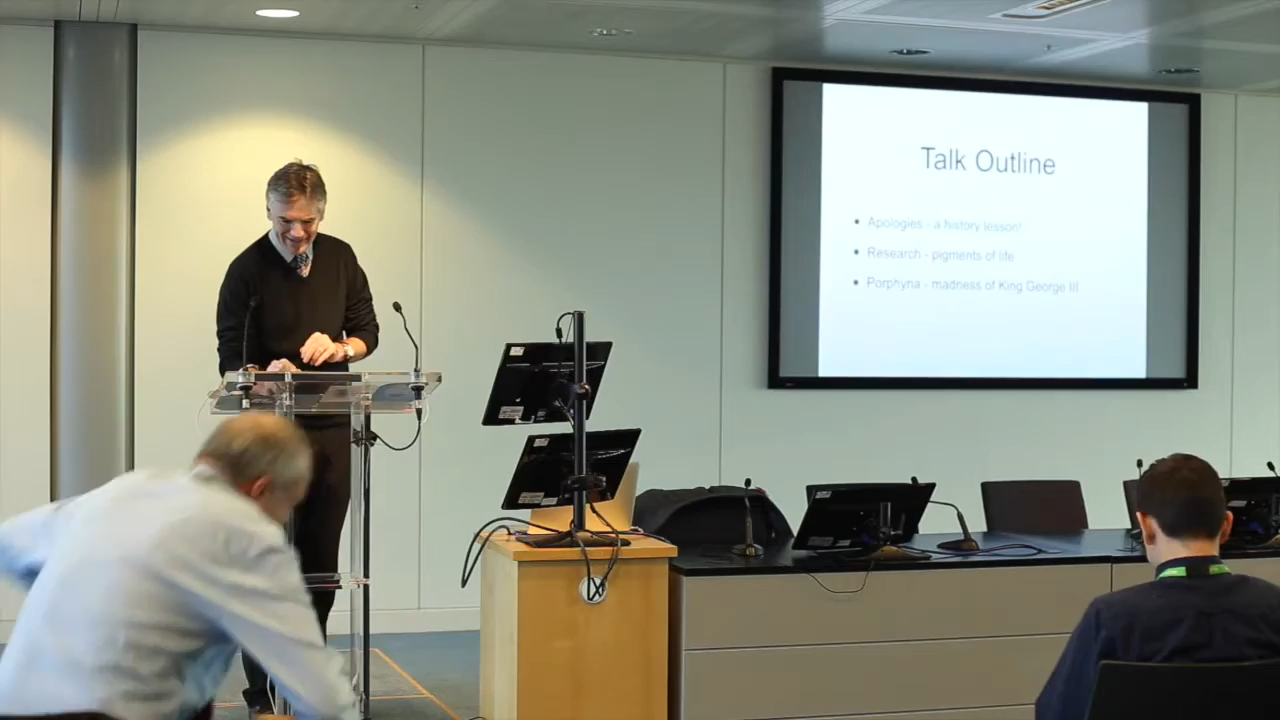 Talk Outline
• Apologies - a history lesson!
• Research - pigments of life
• Porphyria - madness of King George III